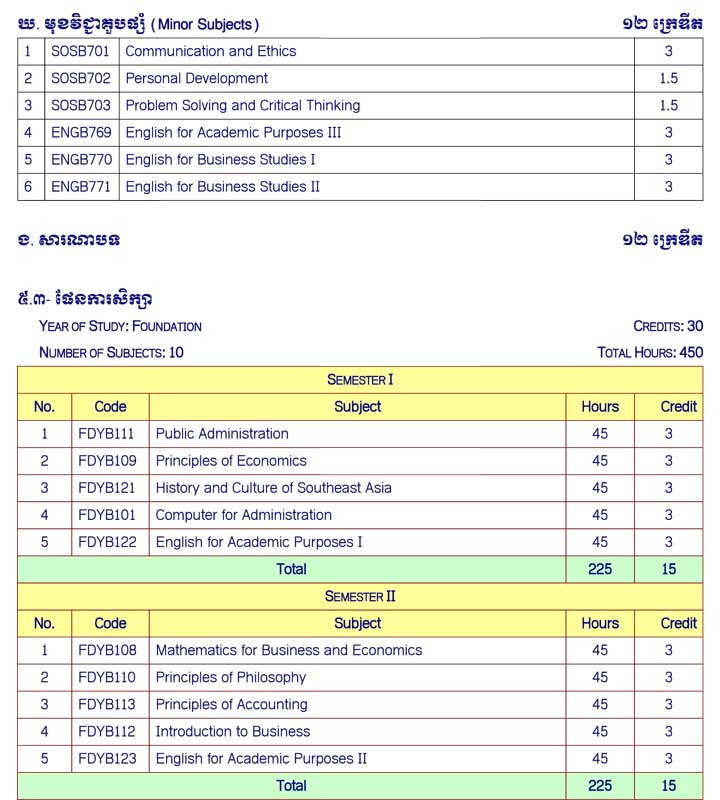 ឃ. មុខវិជ្ជាគួបផ្សំ (Minor Subjects) ១២ ក្រេឌីត
1 SOSB701 Communication and Ethics 3
2 SOSB702 Personal Development 1.5
3 SOSB703 Problem Solving and Critical Thinking 1.5
4 ENGB769 English for Academic Purposes III 3
5 ENGB770 English for Business Studies I 3
6 ENGB771 English for Business Studies II 3
ង. សារណាបទ ១២ ក្រេឌីត
៥.៣- ផែនការសិក្សា
YEAR OF STUDY: FOUNDATION CREDITS: 30
NUMBER OF SUBJECTS: 10 TOTAL HOURS: 450
SEMESTER I
No. Code Subject Hours Credit
1 FDYB111 Public Administration 45 3
2 FDYB109 Principles of Economics 45 3
3 FDYB121 History and Culture of Southeast Asia 45 3
4 FDYB101 Computer for Administration 45 3
5 FDYB122 English for Academic Purposes I 45 3
Total 225 15
SEMESTER II
No. Code Subject Hours Credit
1 FDYB108 Mathematics for Business and Economics 45 3
2 FDYB110 Principles of Philosophy 45 3
3 FDYB113 Principles of Accounting 45 3
4 FDYB112 Introduction to Business 45 3
5 FDYB123 English for Academic Purposes II 45 3
Total 225 15